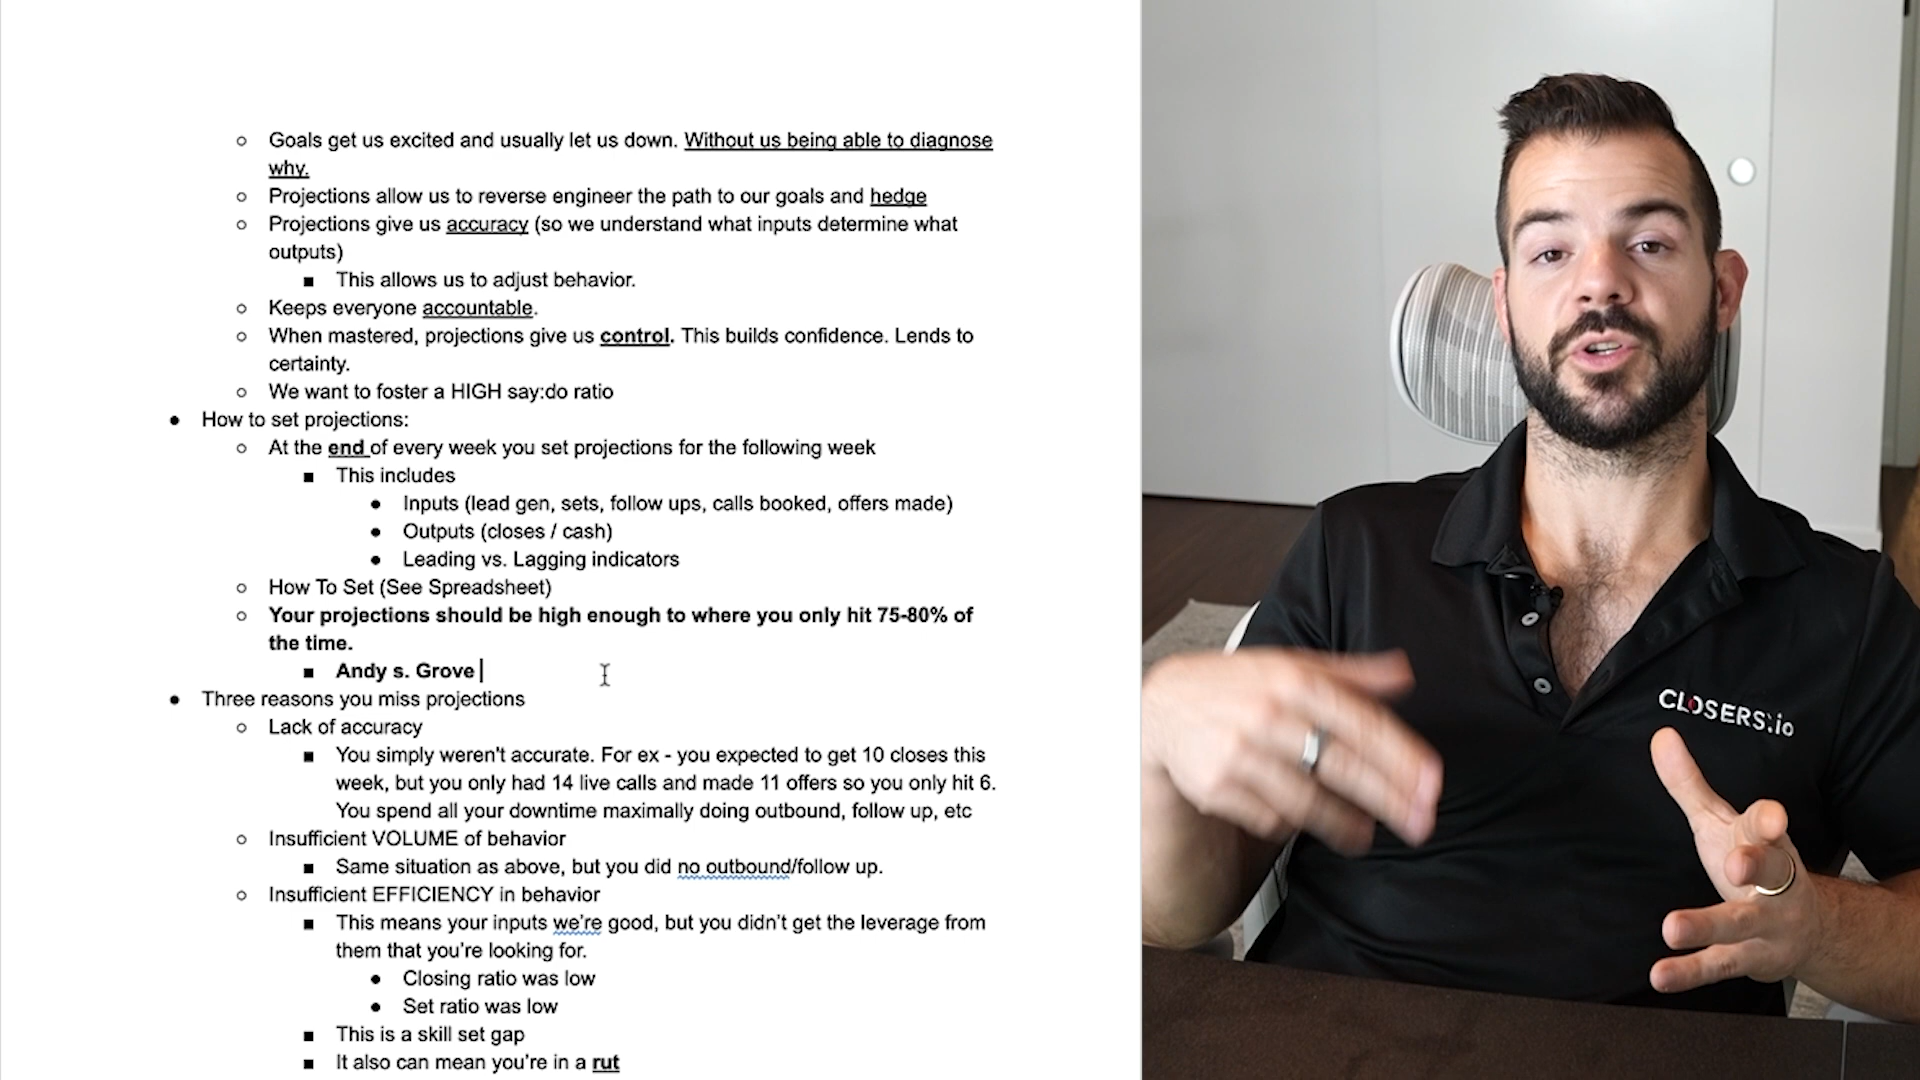 Goals get us excited and usually let us down. Without us being able to diagnose
why.
Projections allow us to reverse engineer the path to our goals and hedge
Projections give us accuracy (so we understand what inputs determine what
outputs)
This allows us to adjust behavior.
Keeps everyone accountable.
When mastered, projections give us control. This builds confidence. Lends to
certainty.
We want to foster a HIGH say:do ratio
How to set projections:
At the end of every week you set projections for the following week
This includes
Inputs (lead gen, sets, follow ups, calls booked, offers made)
Outputs (closes / cash)
Leading vs. Lagging indicators
How To Set (See Spreadsheet)
Your projections should be high enough to where you only hit 75-80% of
the time.
Andy s. Grove
Three reasons you miss projections
Lack of accuracy
You simply weren't accurate. For ex - you expected to get 10 closes this
week, but you only had 14 live calls and made 11 offers so you only hit 6.
You spend all your downtime maximally doing outbound, follow up, etc
Insufficient VOLUME of behavior
Same situation as above, but you did no outbound/follow up.
Insufficient EFFICIENCY in behavior
This means your inputs we’re good, but you didn’t get the leverage from
them that you’re looking for.
Closing ratio was low
Set ratio was low
This is a skill set gap
It also can mean you’re in a rut
CLOSERS.io